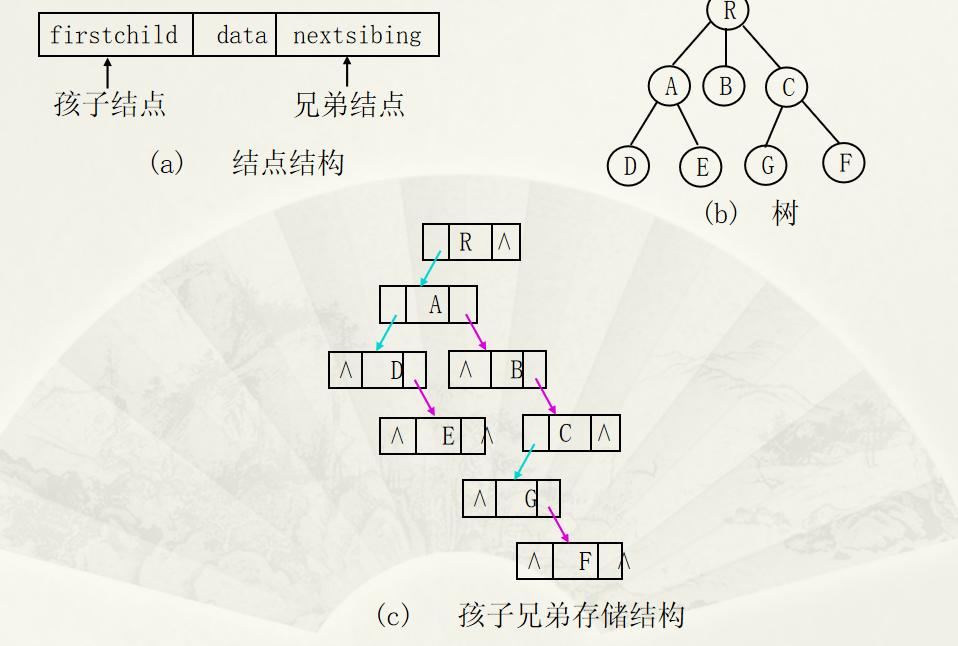 firstchild data nextsibing
孩子结点 兄弟结点
(a) 结点结构
R
A B C
D E G F
(b) 树
R ∧
A
∧ D ∧ B
∧ E ∧ C ∧
∧ G
∧ F ∧
(c) 孩子兄弟存储结构